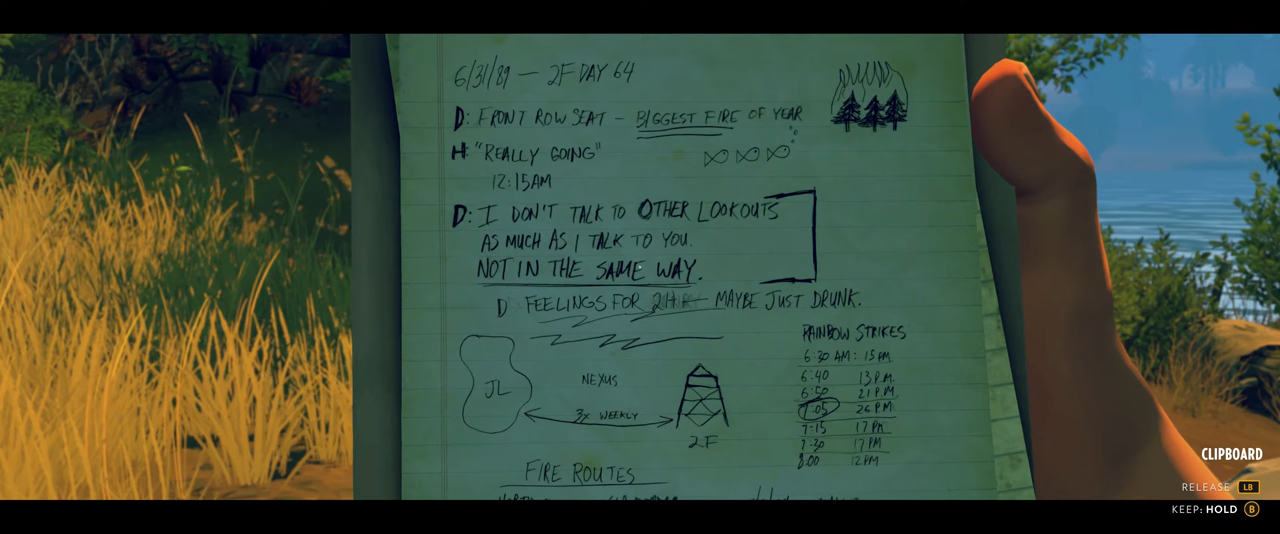 6/31/89 — 2F DAY 64
D: FRONT ROW SEAT — BIGGEST FIRE OF YEAR
H: "REALLY GOING"
12:15AM
D: I DON'T TALK TO OTHER LOOKOUTS
AS MUCH AS I TALK TO YOU.
NOT IN THE SAME WAY.
D FEELINGS FOR MAYBE JUST DRUNK.
RAINBOW STRIKES
6:30 AM: 15 PM.
6:40 13 P.M.
6:50 21 P.M.
7:05 26 P.M.
7:15 17 PM
7:30 17 PM
8:00 12 PM
JL
NEXUS
3x WEEKLY
2F
FIRE ROUTES
CLIPBOARD
RELEASE LB
KEEP: HOLD B